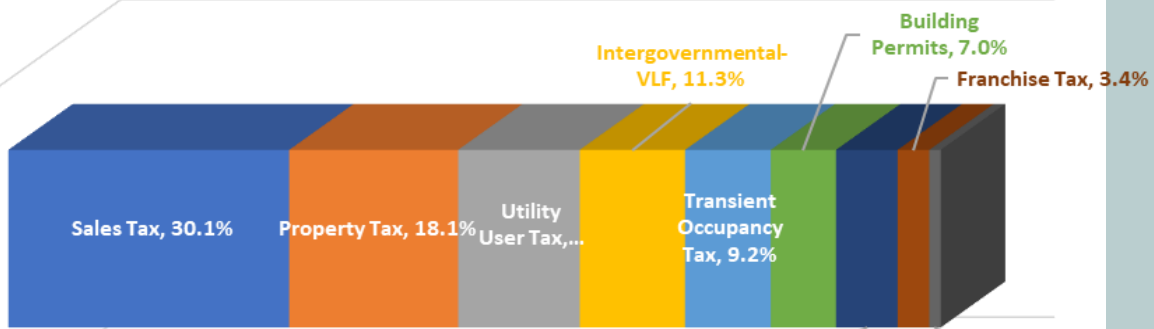 Building
Permits, 7.0%
Intergovernmental-
VLF, 11.3%
Franchise Tax, 3.4%
Sales Tax, 30.1%
Property Tax, 18.1%
Utility
User Tax,...
Transient
Occupancy
Tax, 9.2%